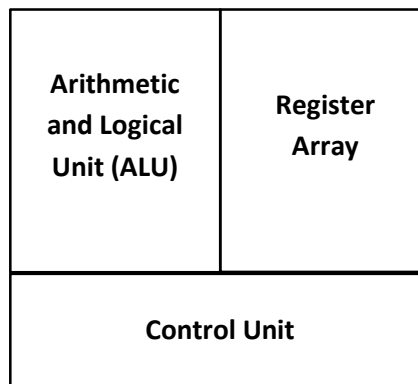 Arithmetic
and Logical
Unit (ALU)
Register
Array
Control Unit